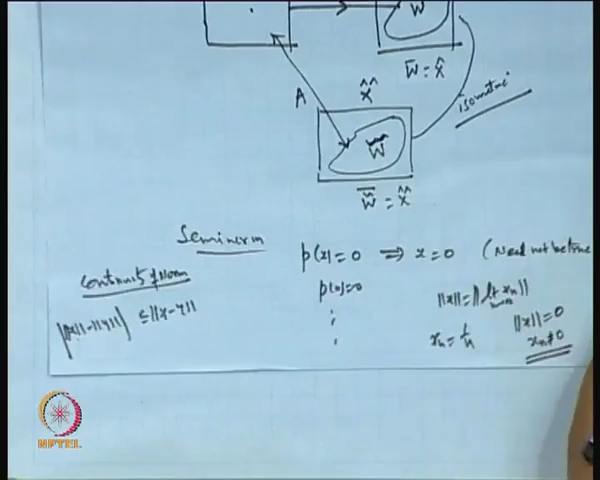 W
W̄ = X̂
A
X̂̂
"isometric"
W̃
W̃̄ = X̂̂
Seminorm
p(x)=0 ⟹ x=0 (Need not be true
Continuity of Norm
p(0)=0
| ||x||-||y|| | ≤ ||x-y||
||x|| = || lt xₙ ||
n→∞
xₙ = 1/n
||x||=0
xₙ≠0
NPTEL